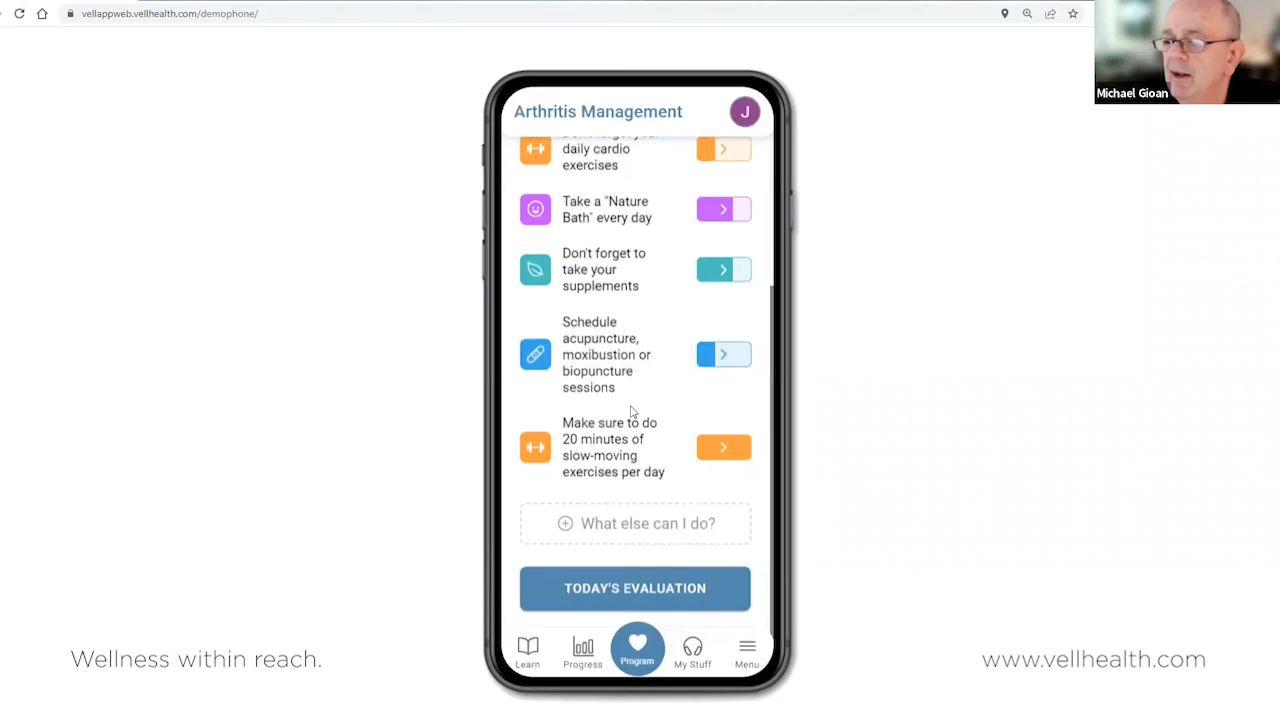 vellappweb.vellhealth.com/demophone/
Michael Gioan
Arthritis Management
J
daily cardio
exercises
Take a "Nature
Bath" every day
Don't forget to
take your
supplements
Schedule
acupuncture,
moxibustion or
biopuncture
sessions
Make sure to do
20 minutes of
slow-moving
exercises per day
What else can I do?
TODAY'S EVALUATION
Learn
Progress
Program
My Stuff
Menu
Wellness within reach.
www.vellhealth.com